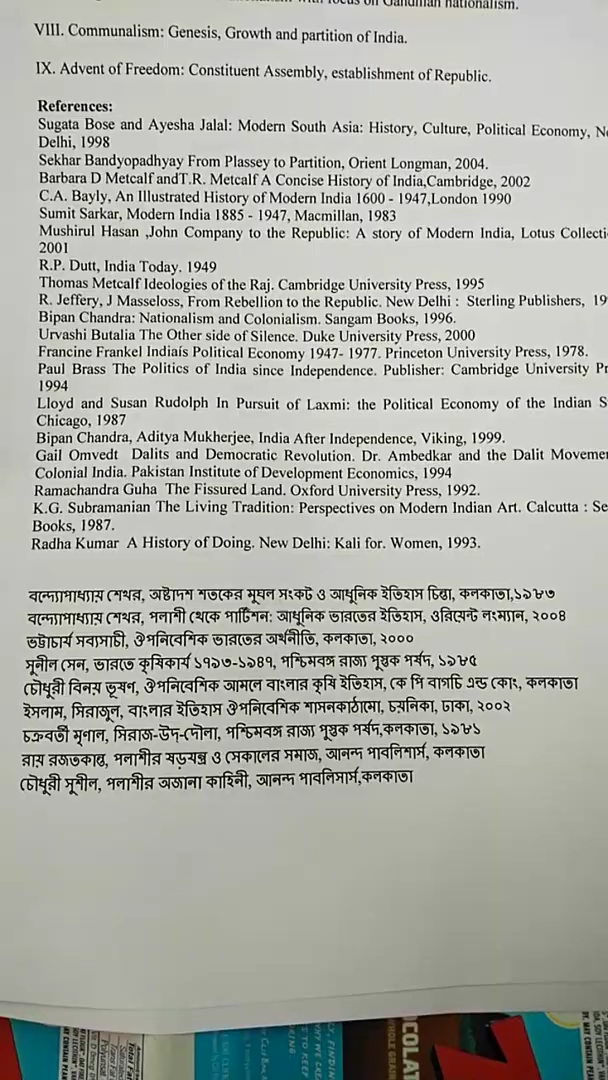 focus on Gandhian nationalism.
VIII. Communalism: Genesis, Growth and partition of India.
IX. Advent of Freedom: Constituent Assembly, establishment of Republic.
References:
Sugata Bose and Ayesha Jalal: Modern South Asia: History, Culture, Political Economy,
Delhi, 1998
Sekhar Bandyopadhyay From Plassey to Partition, Orient Longman, 2004.
Barbara D Metcalf andT.R. Metcalf A Concise History of India,Cambridge, 2002
C.A. Bayly, An Illustrated History of Modern India 1600 - 1947,London 1990
Sumit Sarkar, Modern India 1885 - 1947, Macmillan, 1983
Mushirul Hasan ,John Company to the Republic: A story of Modern India, Lotus Collecti
2001
R.P. Dutt, India Today. 1949
Thomas Metcalf Ideologies of the Raj. Cambridge University Press, 1995
R. Jeffery, J Masseloss, From Rebellion to the Republic. New Delhi : Sterling Publishers, 19
Bipan Chandra: Nationalism and Colonialism. Sangam Books, 1996.
Urvashi Butalia The Other side of Silence. Duke University Press, 2000
Francine Frankel Indiaís Political Economy 1947- 1977. Princeton University Press, 1978.
Paul Brass The Politics of India since Independence. Publisher: Cambridge University Pr
1994
Lloyd and Susan Rudolph In Pursuit of Laxmi: the Political Economy of the Indian S
Chicago, 1987
Bipan Chandra, Aditya Mukherjee, India After Independence, Viking, 1999.
Gail Omvedt Dalits and Democratic Revolution. Dr. Ambedkar and the Dalit Moveme
Colonial India. Pakistan Institute of Development Economics, 1994
Ramachandra Guha The Fissured Land. Oxford University Press, 1992.
K.G. Subramanian The Living Tradition: Perspectives on Modern Indian Art. Calcutta : Se
Books, 1987.
Radha Kumar A History of Doing. New Delhi: Kali for. Women, 1993.
বন্দ্যোপাধ্যায় শেখর, অষ্টাদশ শতকের মুঘল সংকট ও আধুনিক ইতিহাস চিন্তা, কলকাতা,১৯৮৩
বন্দ্যোপাধ্যায় শেখর, পলাশী থেকে পার্টিশন: আধুনিক ভারতের ইতিহাস, ওরিয়েন্ট লংম্যান, ২০০৪
ভট্টাচার্য সব্যসাচী, ঔপনিবেশিক ভারতের অর্থনীতি, কলকাতা, ২০০০
সুনীল সেন, ভারতে কৃষিকার্য ১৭৯৩-১৯৪৭, পশ্চিমবঙ্গ রাজ্য পুস্তক পর্ষদ, ১৯৮৫
চৌধুরী বিনয় ভূষণ, ঔপনিবেশিক আমলে বাংলার কৃষি ইতিহাস, কে পি বাগচি এন্ড কোং, কলকাতা
ইসলাম, সিরাজুল, বাংলার ইতিহাস ঔপনিবেশিক শাসনকাঠামো, চয়নিকা, ঢাকা, ২০০২
চক্রবর্তী মৃণাল, সিরাজ-উদ্-দৌলা, পশ্চিমবঙ্গ রাজ্য পুস্তক পর্ষদ,কলকাতা, ১৯৮১
রায় রজতকান্ত, পলাশীর ষড়যন্ত্র ও সেকালের সমাজ, আনন্দ পাবলিশার্স, কলকাতা
চৌধুরী সুশীল, পলাশীর অজানা কাহিনী, আনন্দ পাবলিসার্স,কলকাতা